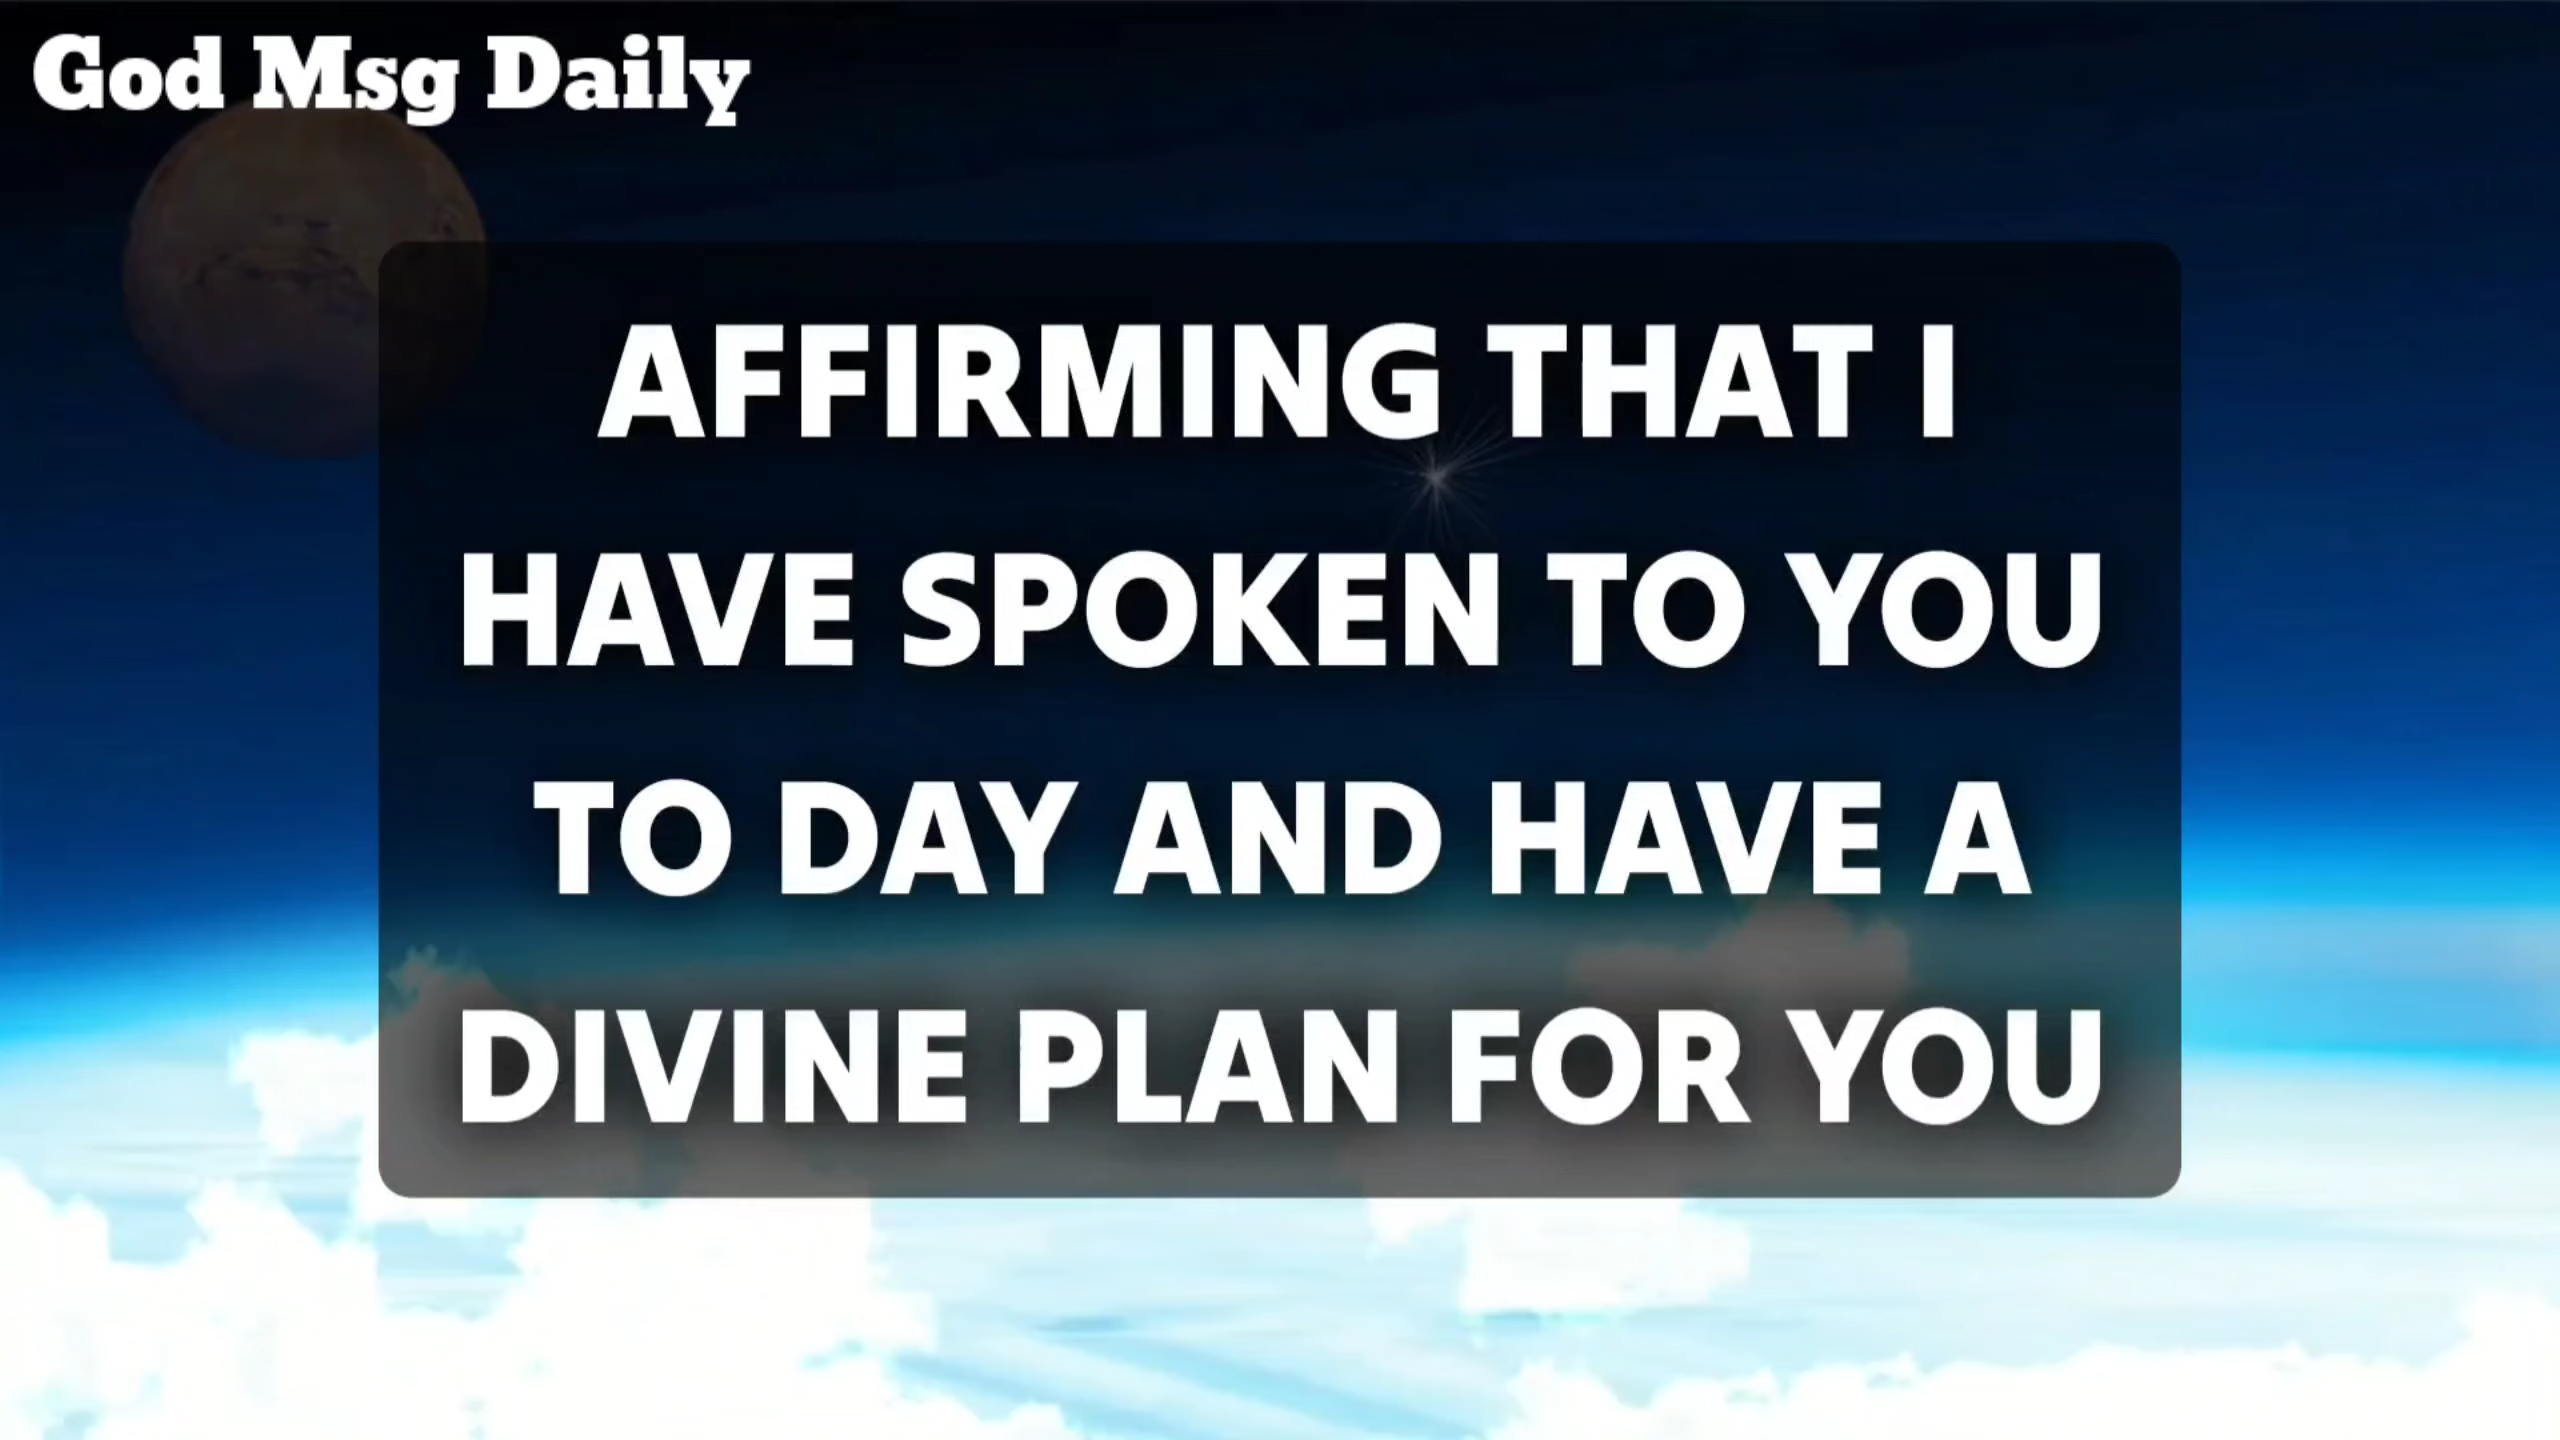 God Msg Daily
AFFIRMING THAT I
HAVE SPOKEN TO YOU
TO DAY AND HAVE A
DIVINE PLAN FOR YOU